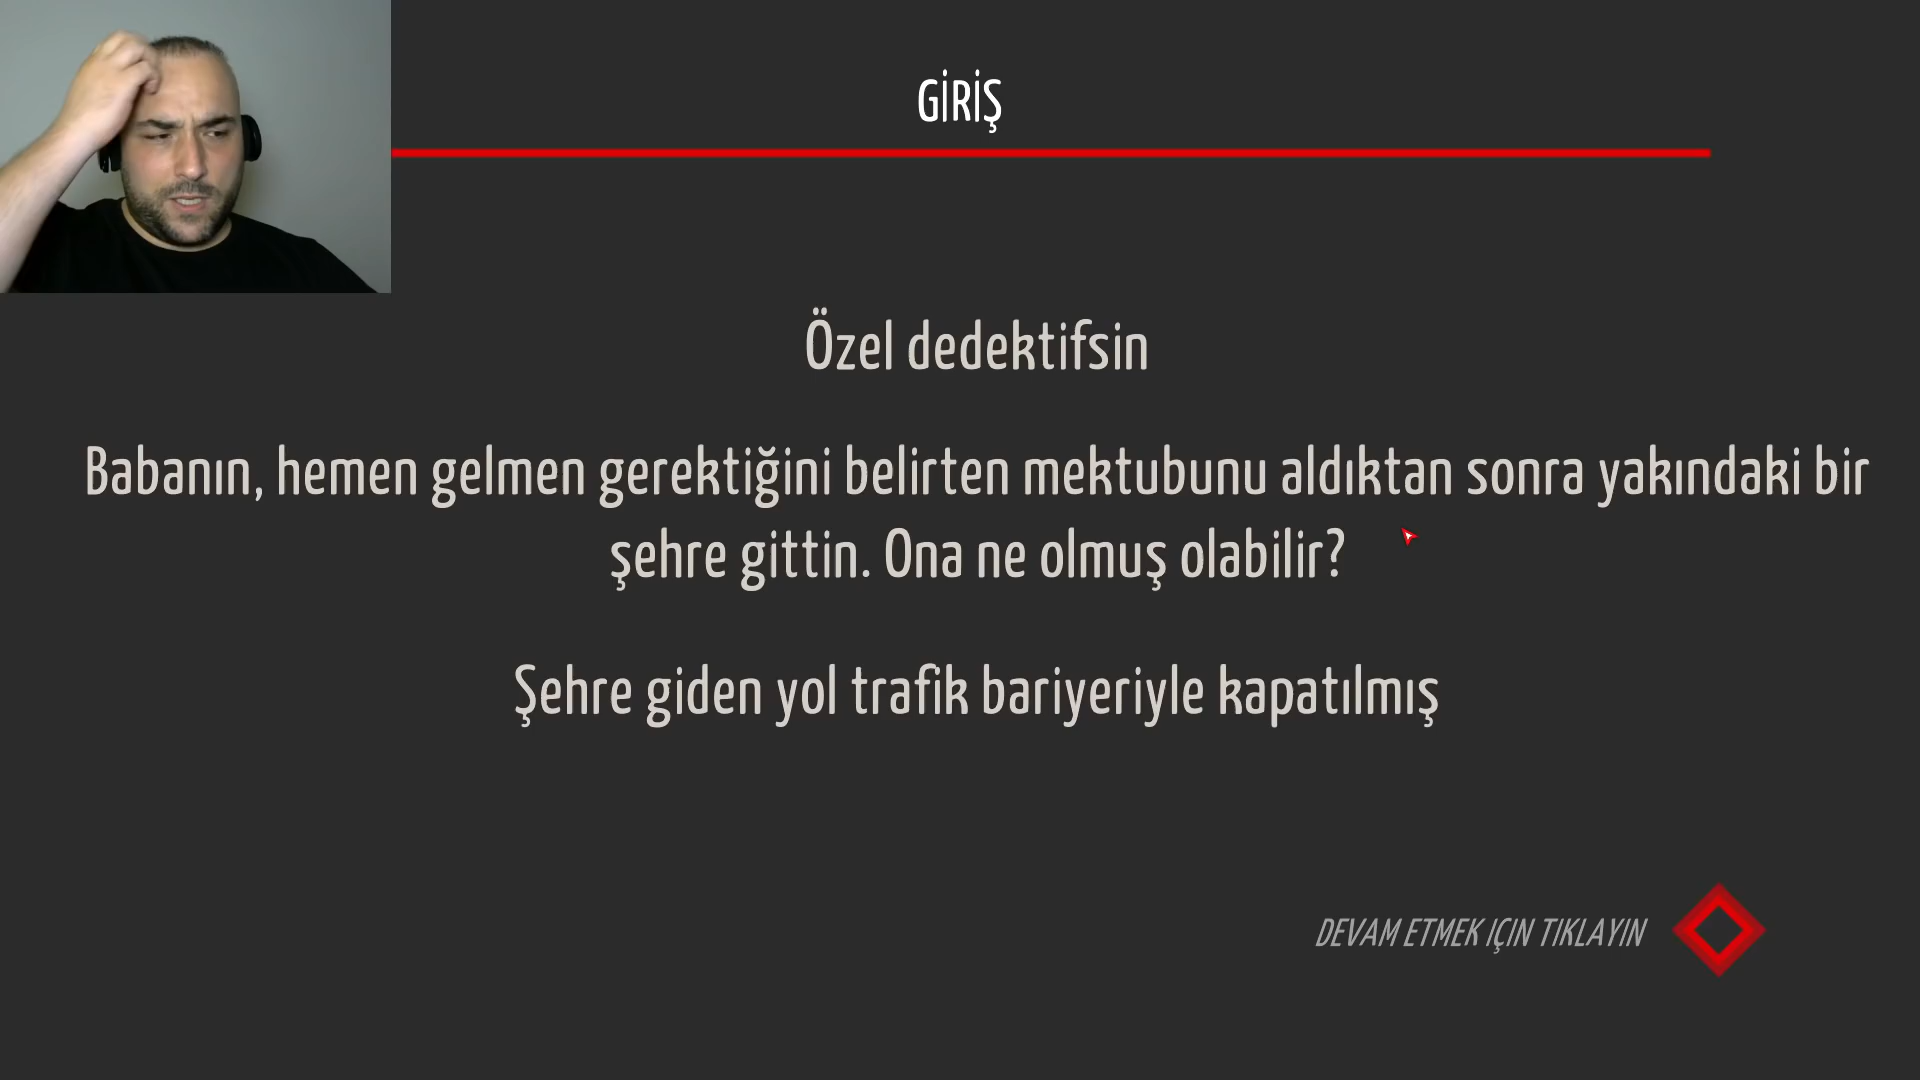 GİRİŞ
Özel dedektifsin
Babanın, hemen gelmen gerektiğini belirten mektubunu aldıktan sonra yakındaki bir
şehre gittin. Ona ne olmuş olabilir?
Şehre giden yol trafik bariyeriyle kapatılmış
DEVAM ETMEK IÇIN TIKLAYIN